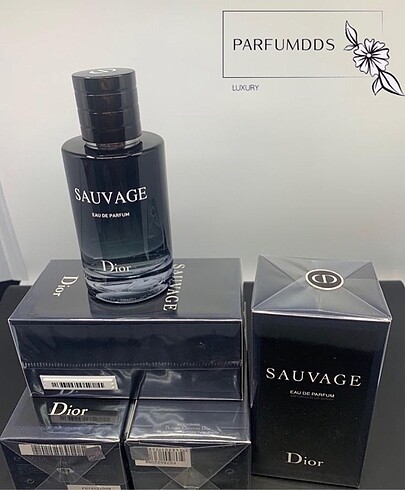 PARFUMDDS
LUXURY
SAUVAGE
EAU DE PARFUM
Dior
SAUVAGE
Dior
SAUVAGE
EAU DE PARFUM
Dior
Dior